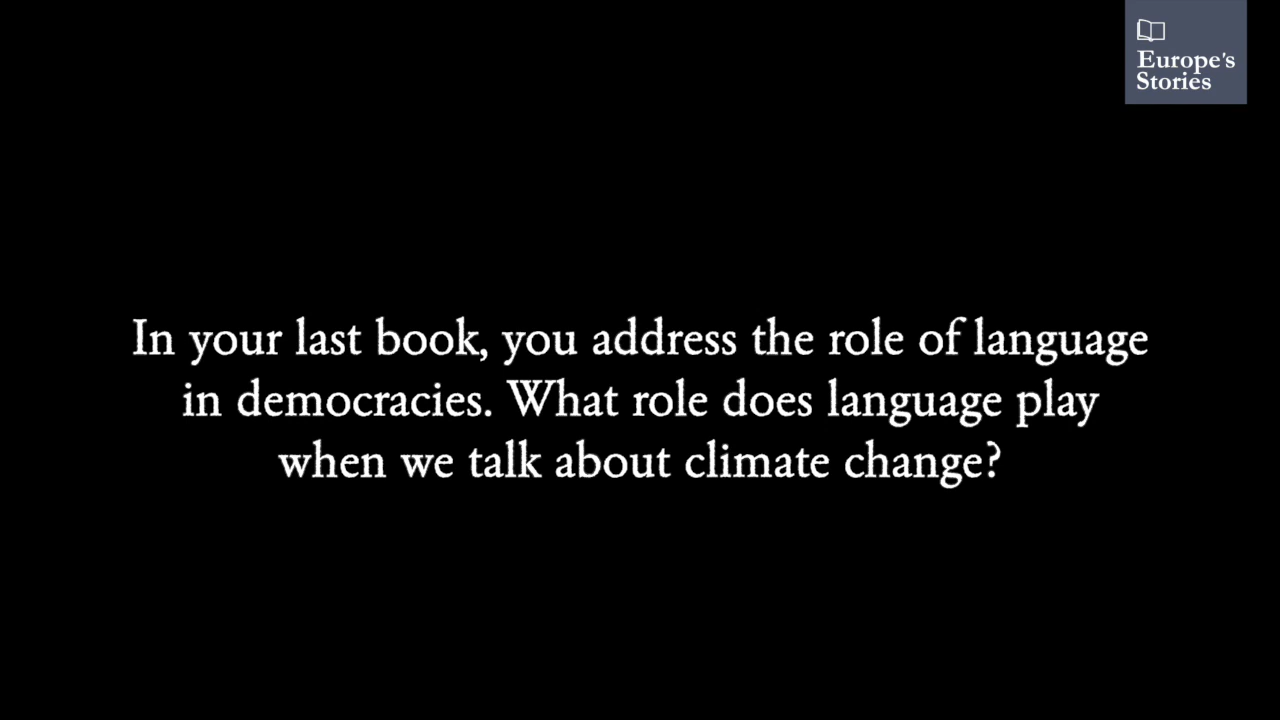 Europe's
Stories
In your last book, you address the role of language
in democracies. What role does language play
when we talk about climate change?